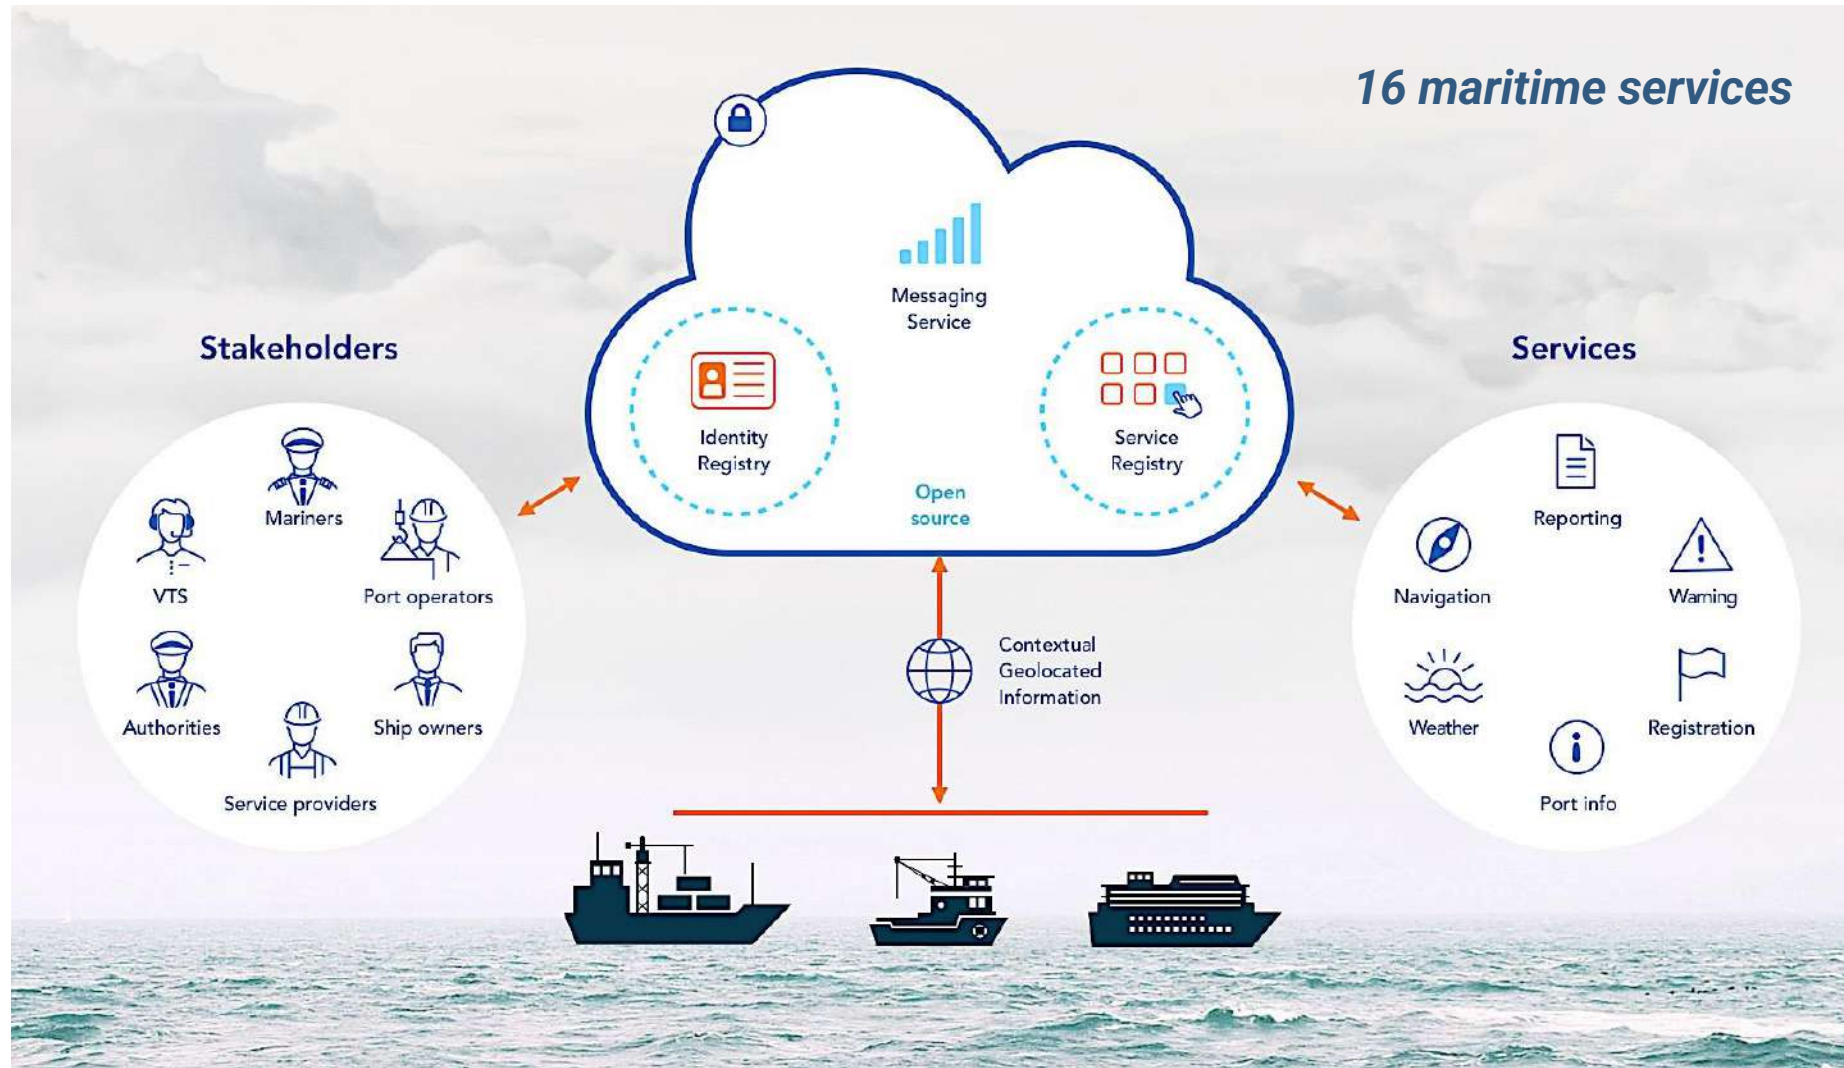 16 maritime services
Messaging
Service
Stakeholders
Services
Identity
Registry
Service
Registry
Open
source
Mariners
VTS
Port operators
Authorities
Ship owners
Service providers
Contextual
Geolocated
Information
Reporting
Navigation
Warning
Weather
Registration
Port info